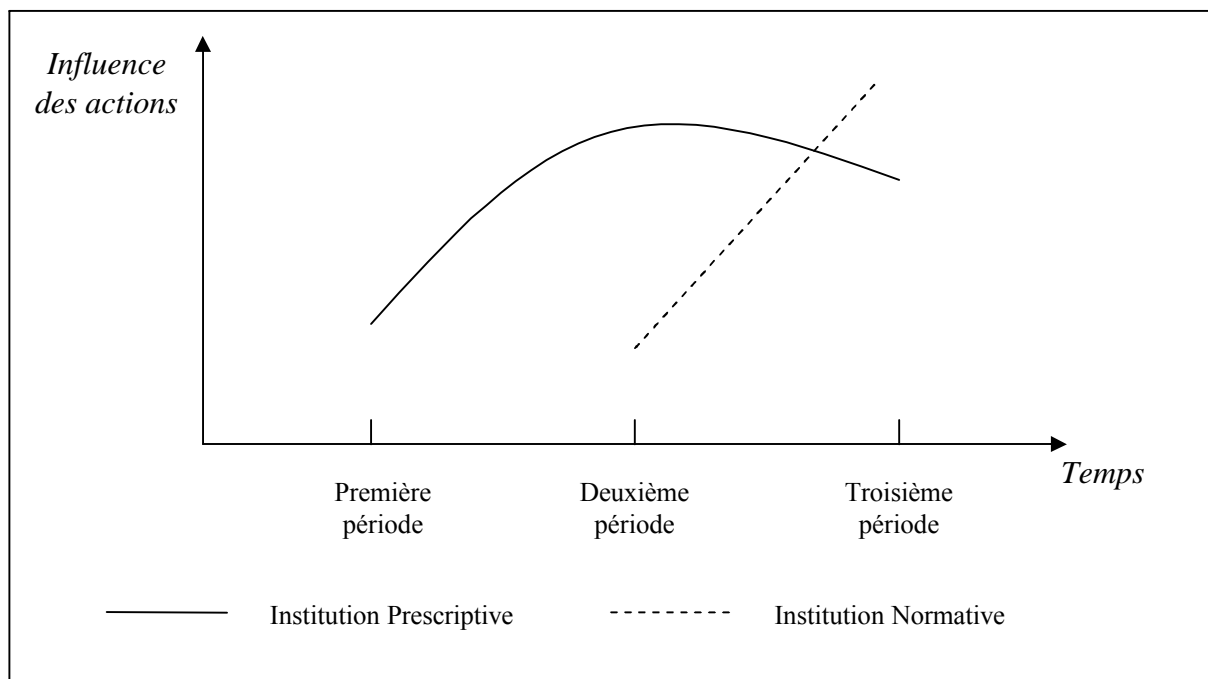 Influence
des actions
Temps
Première
période
Deuxième
période
Troisième
période
Institution Prescriptive
Institution Normative